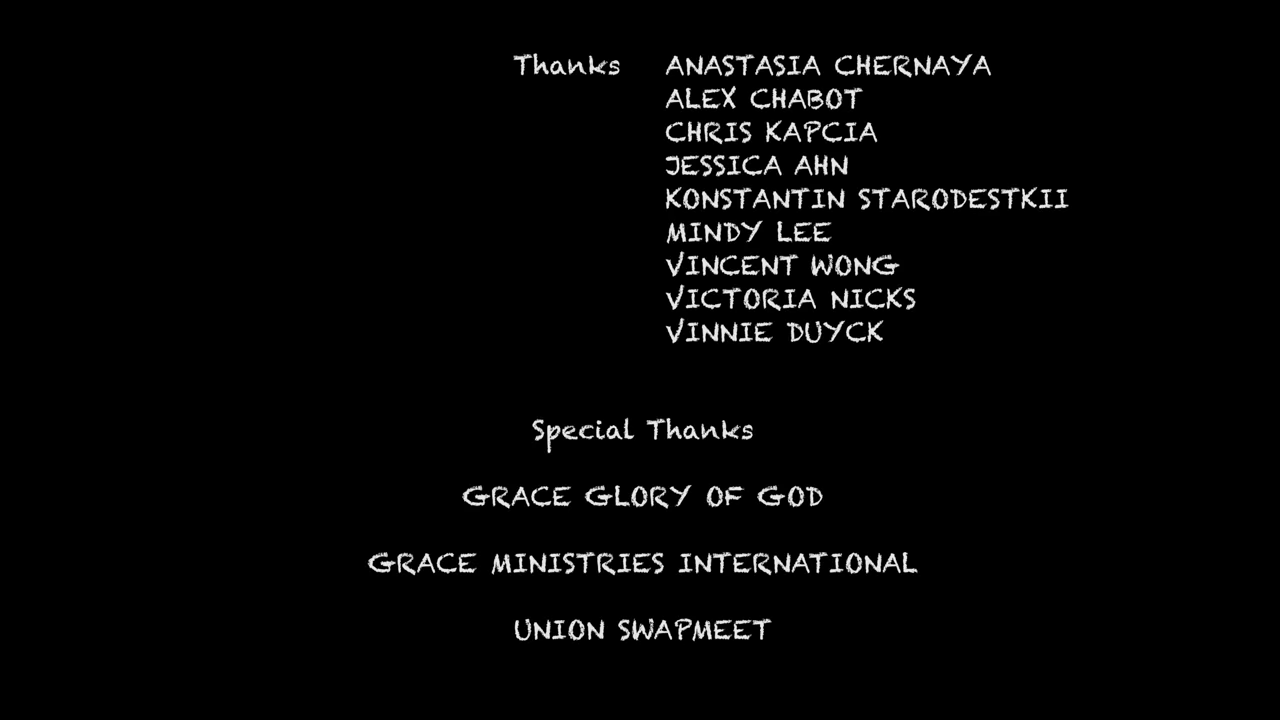 Thanks ANASTASIA CHERNAYA
ALEX CHABOT
CHRIS KAPCIA
JESSICA AHN
KONSTANTIN STARODESTKII
MINDY LEE
VINCENT WONG
VICTORIA NICKS
VINNIE DUYCK
Special Thanks
GRACE GLORY OF GOD
GRACE MINISTRIES INTERNATIONAL
UNION SWAPMEET